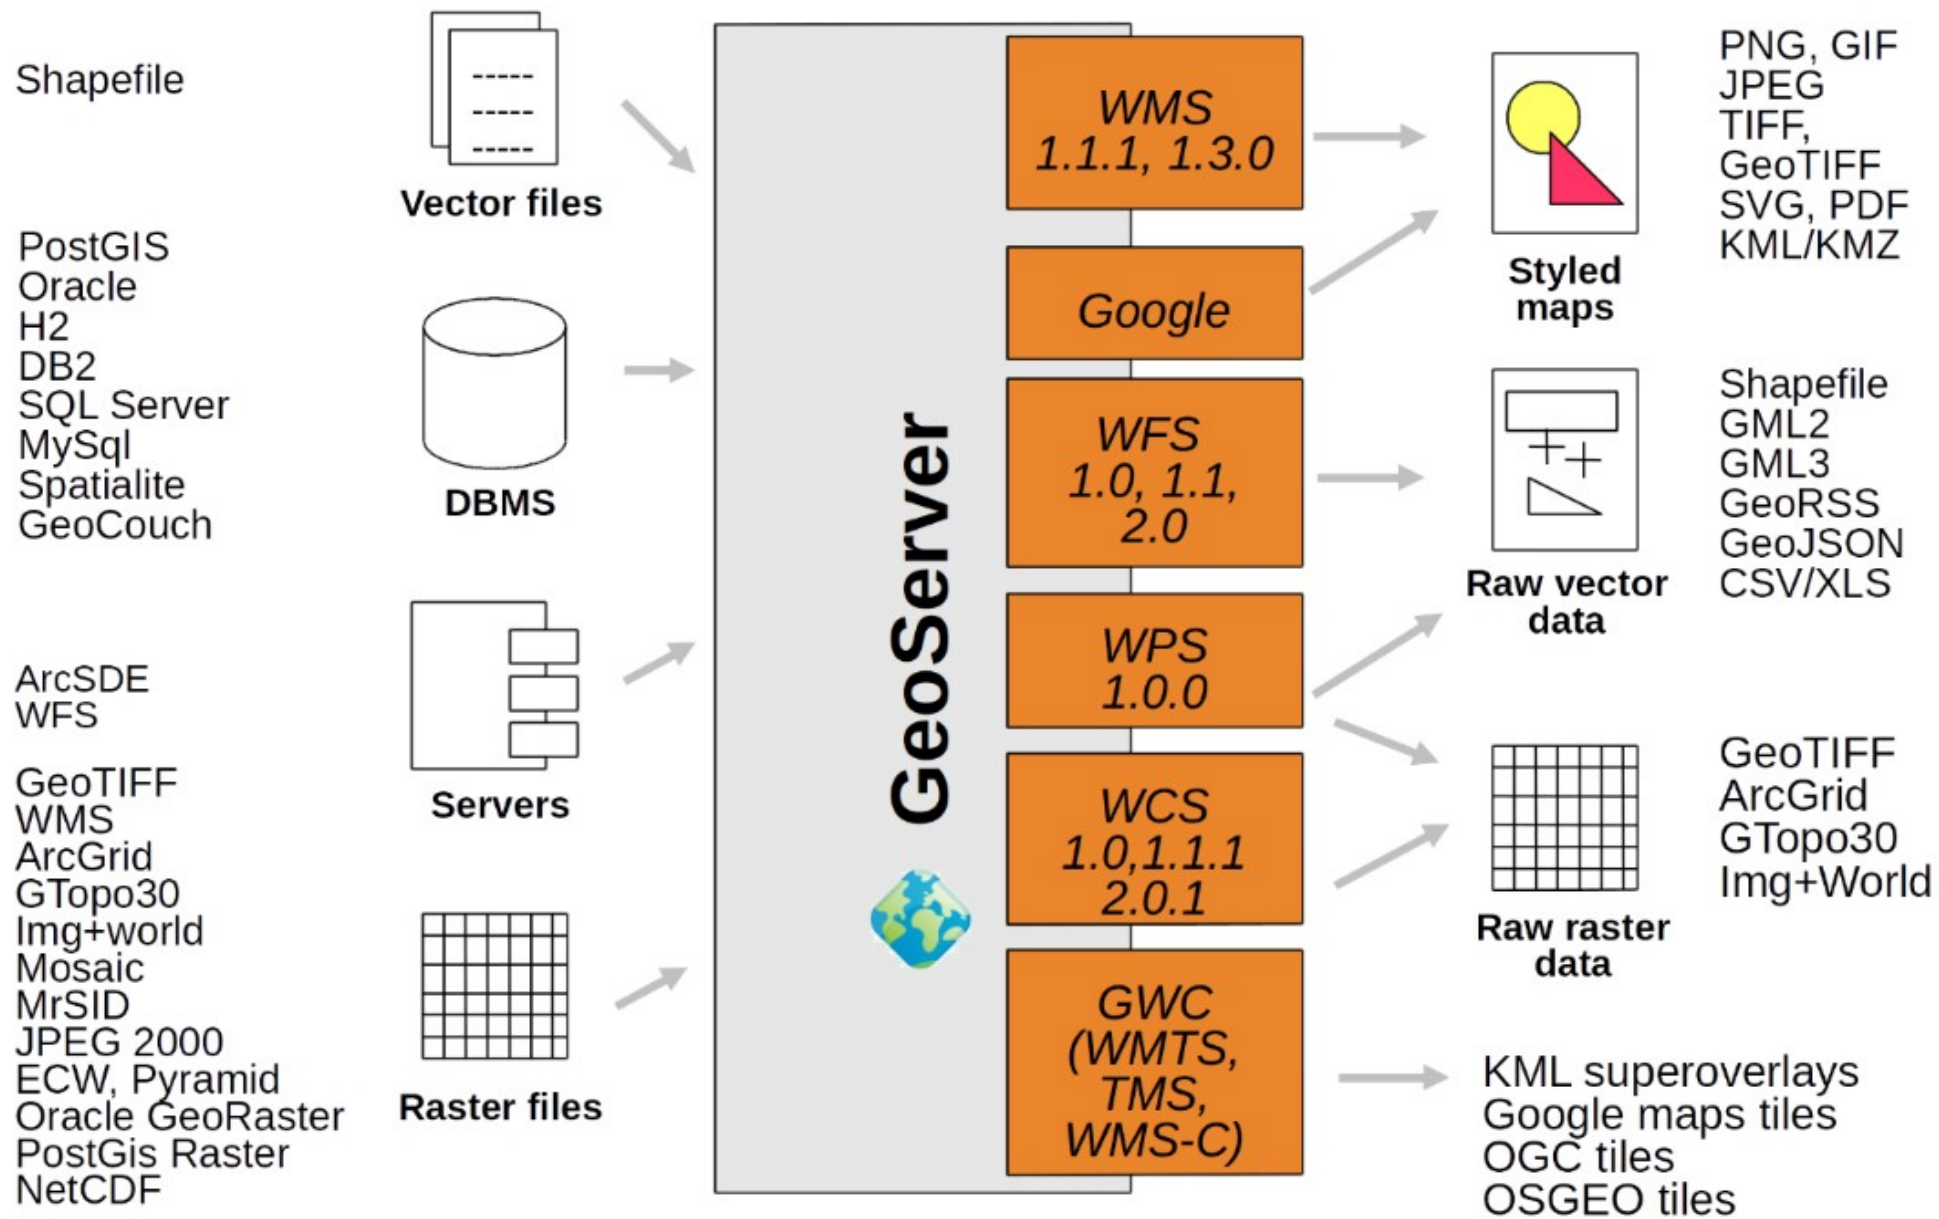 Shapefile
Vector files
PostGIS
Oracle
H2
DB2
SQL Server
MySql
Spatialite
GeoCouch
DBMS
ArcSDE
WFS
Servers
GeoTIFF
WMS
ArcGrid
GTopo30
Img+world
Mosaic
MrSID
JPEG 2000
ECW, Pyramid
Oracle GeoRaster
PostGis Raster
NetCDF
Raster files
GeoServer
WMS
1.1.1, 1.3.0
Google
WFS
1.0, 1.1,
2.0
WPS
1.0.0
WCS
1.0,1.1.1
2.0.1
GWC
(WMTS,
TMS,
WMS-C)
Styled
maps
PNG, GIF
JPEG
TIFF,
GeoTIFF
SVG, PDF
KML/KMZ
Raw vector
data
Shapefile
GML2
GML3
GeoRSS
GeoJSON
CSV/XLS
Raw raster
data
GeoTIFF
ArcGrid
GTopo30
Img+World
KML superoverlays
Google maps tiles
OGC tiles
OSGEO tiles